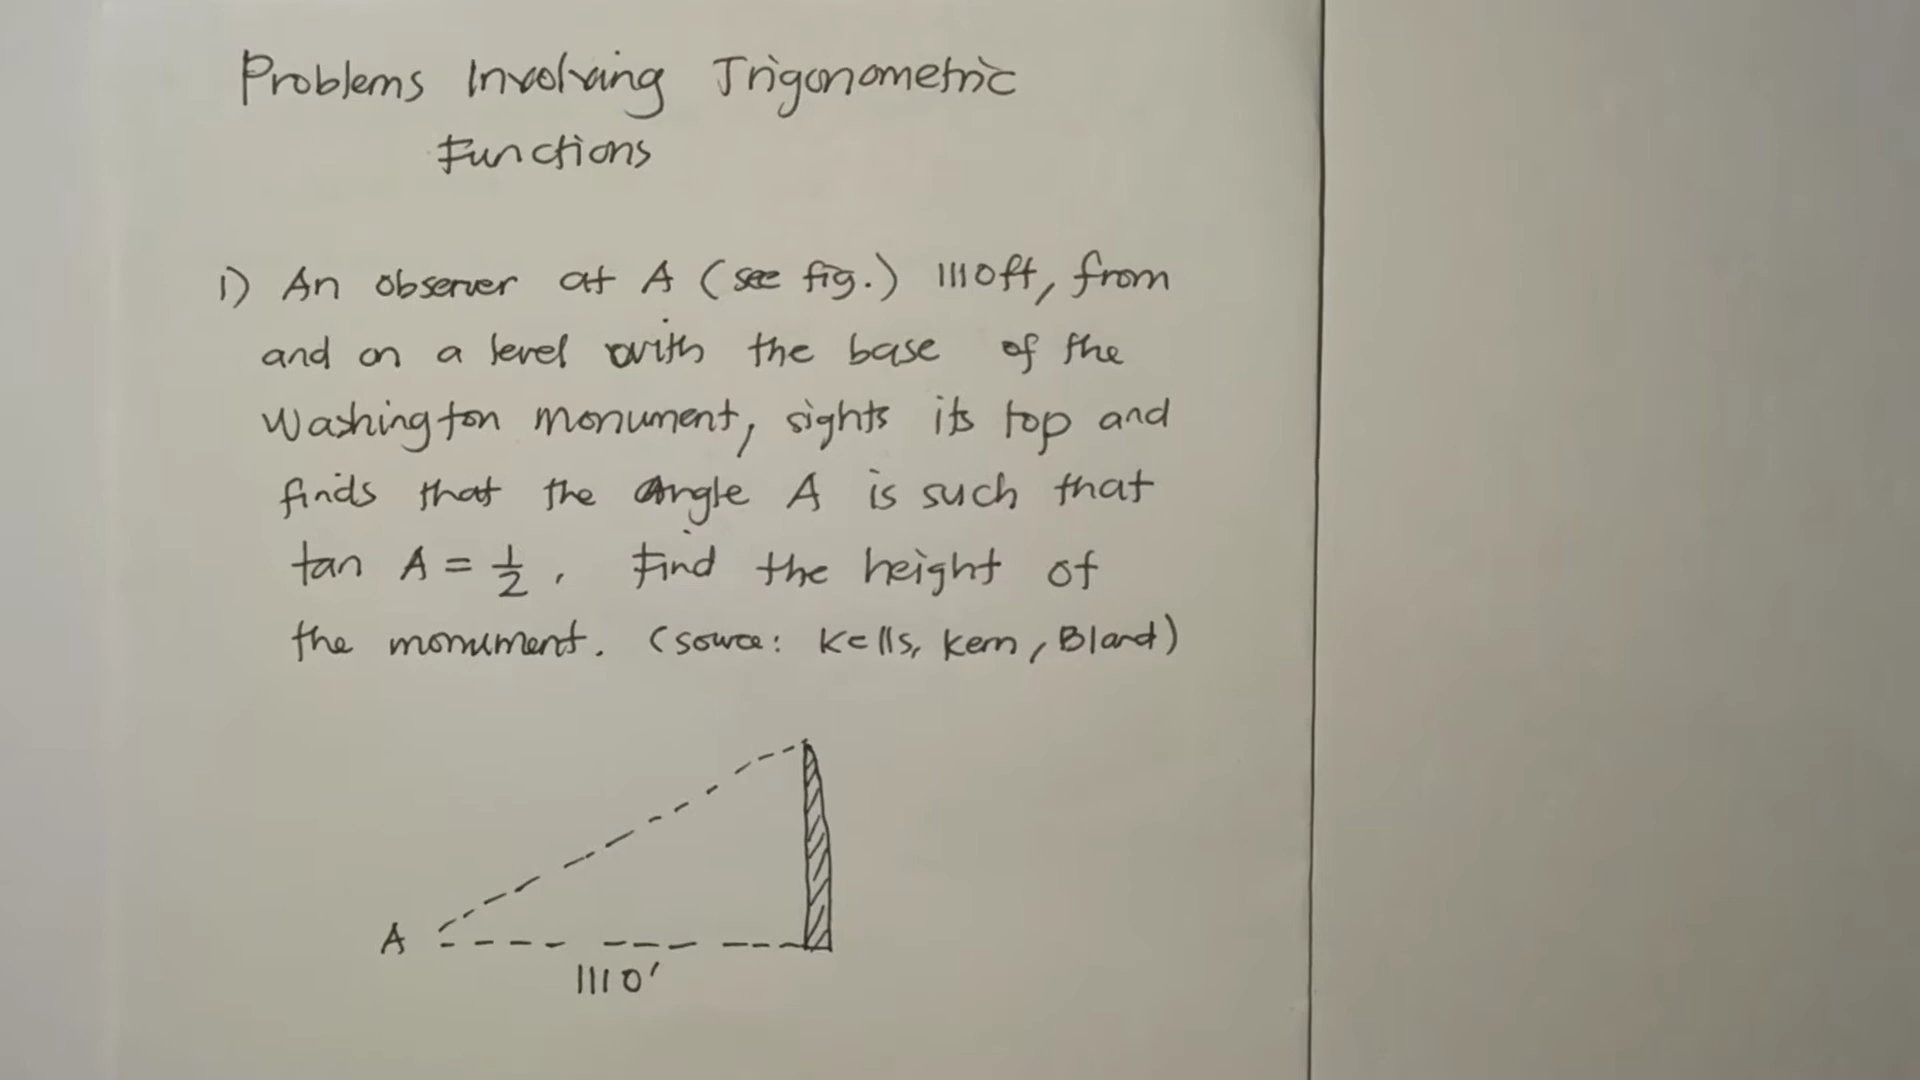 Problems Involving Trigonometric
Functions
1) An observer at A (see fig.) 1110ft, from
and on a level with the base of the
Washington monument, sights its top and
finds that the angle A is such that
tan A = 1/2. Find the height of
the monument. (source: Kells, Kern, Bland)
A
1110'